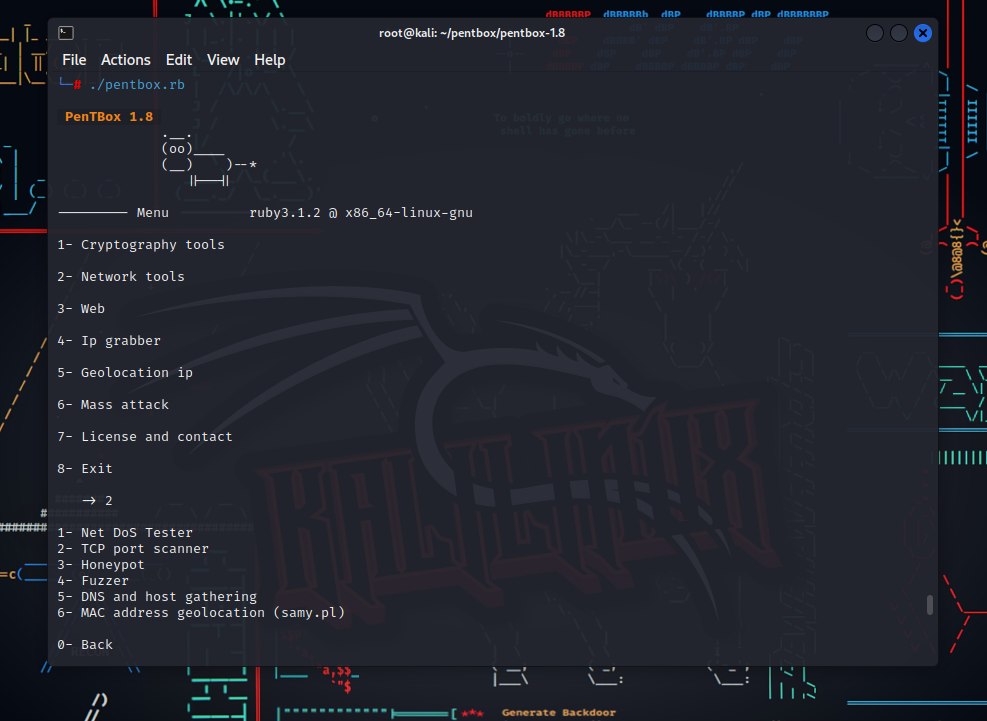 root@kali: ~/pentbox/pentbox-1.8
File Actions Edit View Help
└─# ./pentbox.rb
PenTBox 1.8
.__.
(oo)____
(__) )--*
||--||
--------- Menu ---------- ruby3.1.2 @ x86_64-linux-gnu
1- Cryptography tools
2- Network tools
3- Web
4- Ip grabber
5- Geolocation ip
6- Mass attack
7- License and contact
8- Exit
-> 2
1- Net DoS Tester
2- TCP port scanner
3- Honeypot
4- Fuzzer
5- DNS and host gathering
6- MAC address geolocation (samy.pl)
0- Back
To boldly go where no
shell has gone before
KALI LINUX
[*** Generate Backdoor